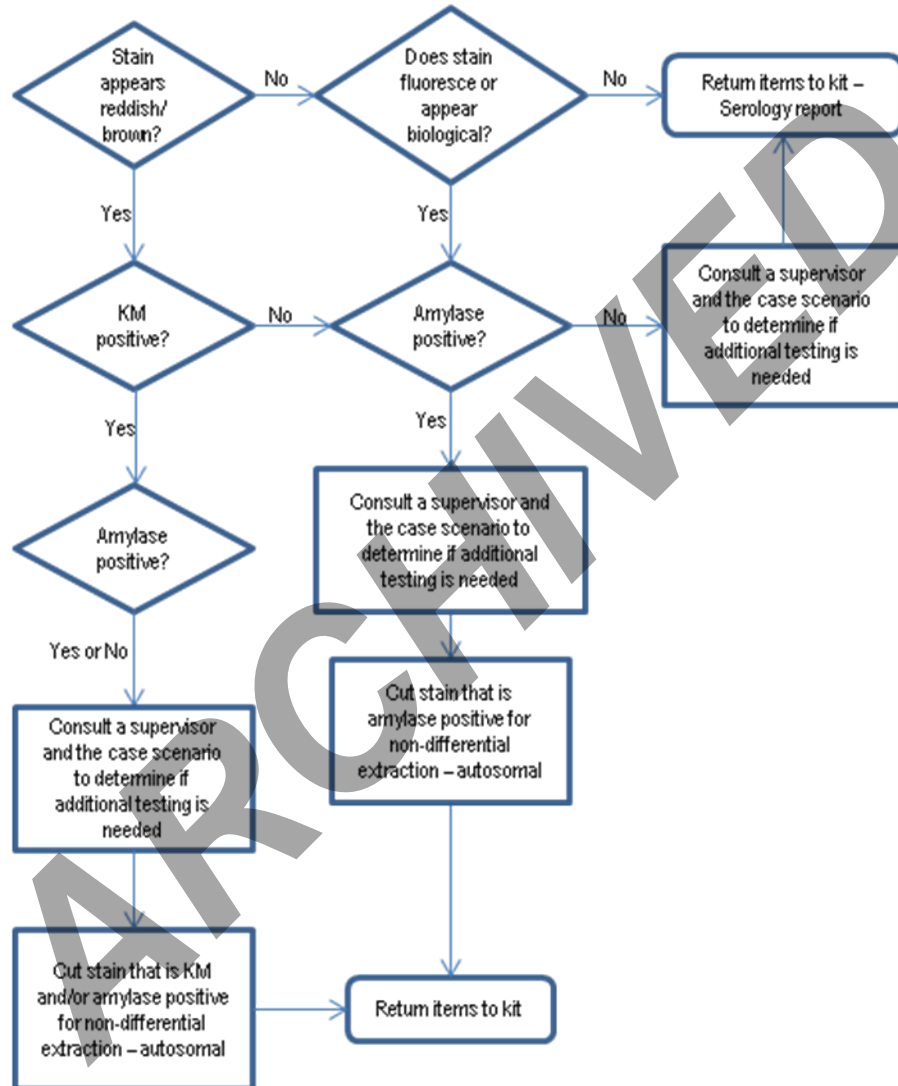 Stain
appears
reddish/
brown?
No
Does stain
fluoresce or
appear
biological?
No
Return items to kit –
Serology report
Yes
Yes
KM
positive?
No
Amylase
positive?
No
Consult a supervisor
and the case scenario
to determine if
additional testing is
needed
Yes
Yes
Amylase
positive?
Consult a supervisor and
the case scenario to
determine if additional
testing is needed
Yes or No
Consult a supervisor
and the case scenario
to determine if
additional testing is
needed
Cut stain that is
amylase positive for
non-differential
extraction – autosomal
Cut stain that is KM
and/or amylase positive
for non-differential
extraction – autosomal
Return items to kit
ARCHIVED